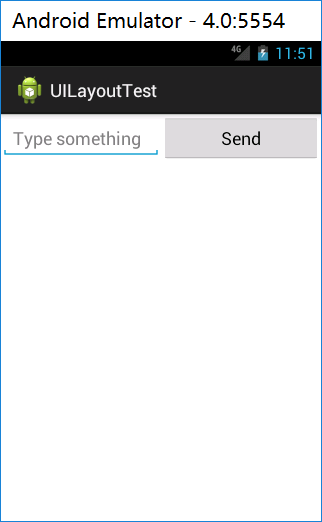 Android Emulator - 4.0:5554
4G 11:51
UILayoutTest
Type something Send